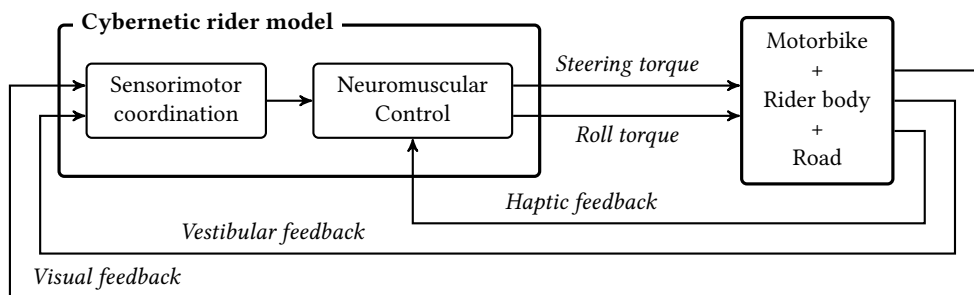 Cybernetic rider model
Sensorimotor
coordination
Neuromuscular
Control
Steering torque
Roll torque
Motorbike
+
Rider body
+
Road
Haptic feedback
Vestibular feedback
Visual feedback